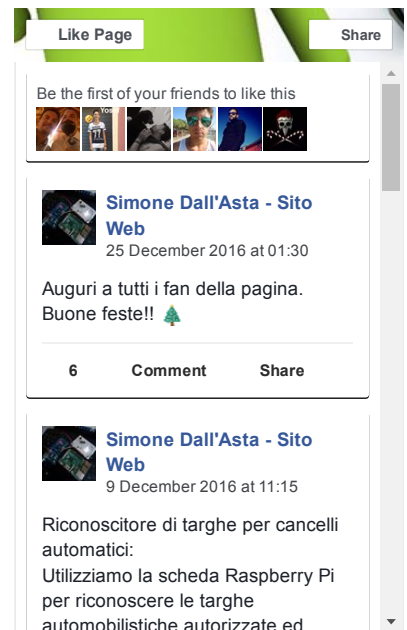 Like Page
Share
Be the first of your friends to like this
Simone Dall'Asta - Sito
Web
25 December 2016 at 01:30
Auguri a tutti i fan della pagina.
Buone feste!! 🎄
6 Comment Share
Simone Dall'Asta - Sito
Web
9 December 2016 at 11:15
Riconoscitore di targhe per cancelli
automatici:
Utilizziamo la scheda Raspberry Pi
per riconoscere le targhe
automobilistiche autorizzate ed